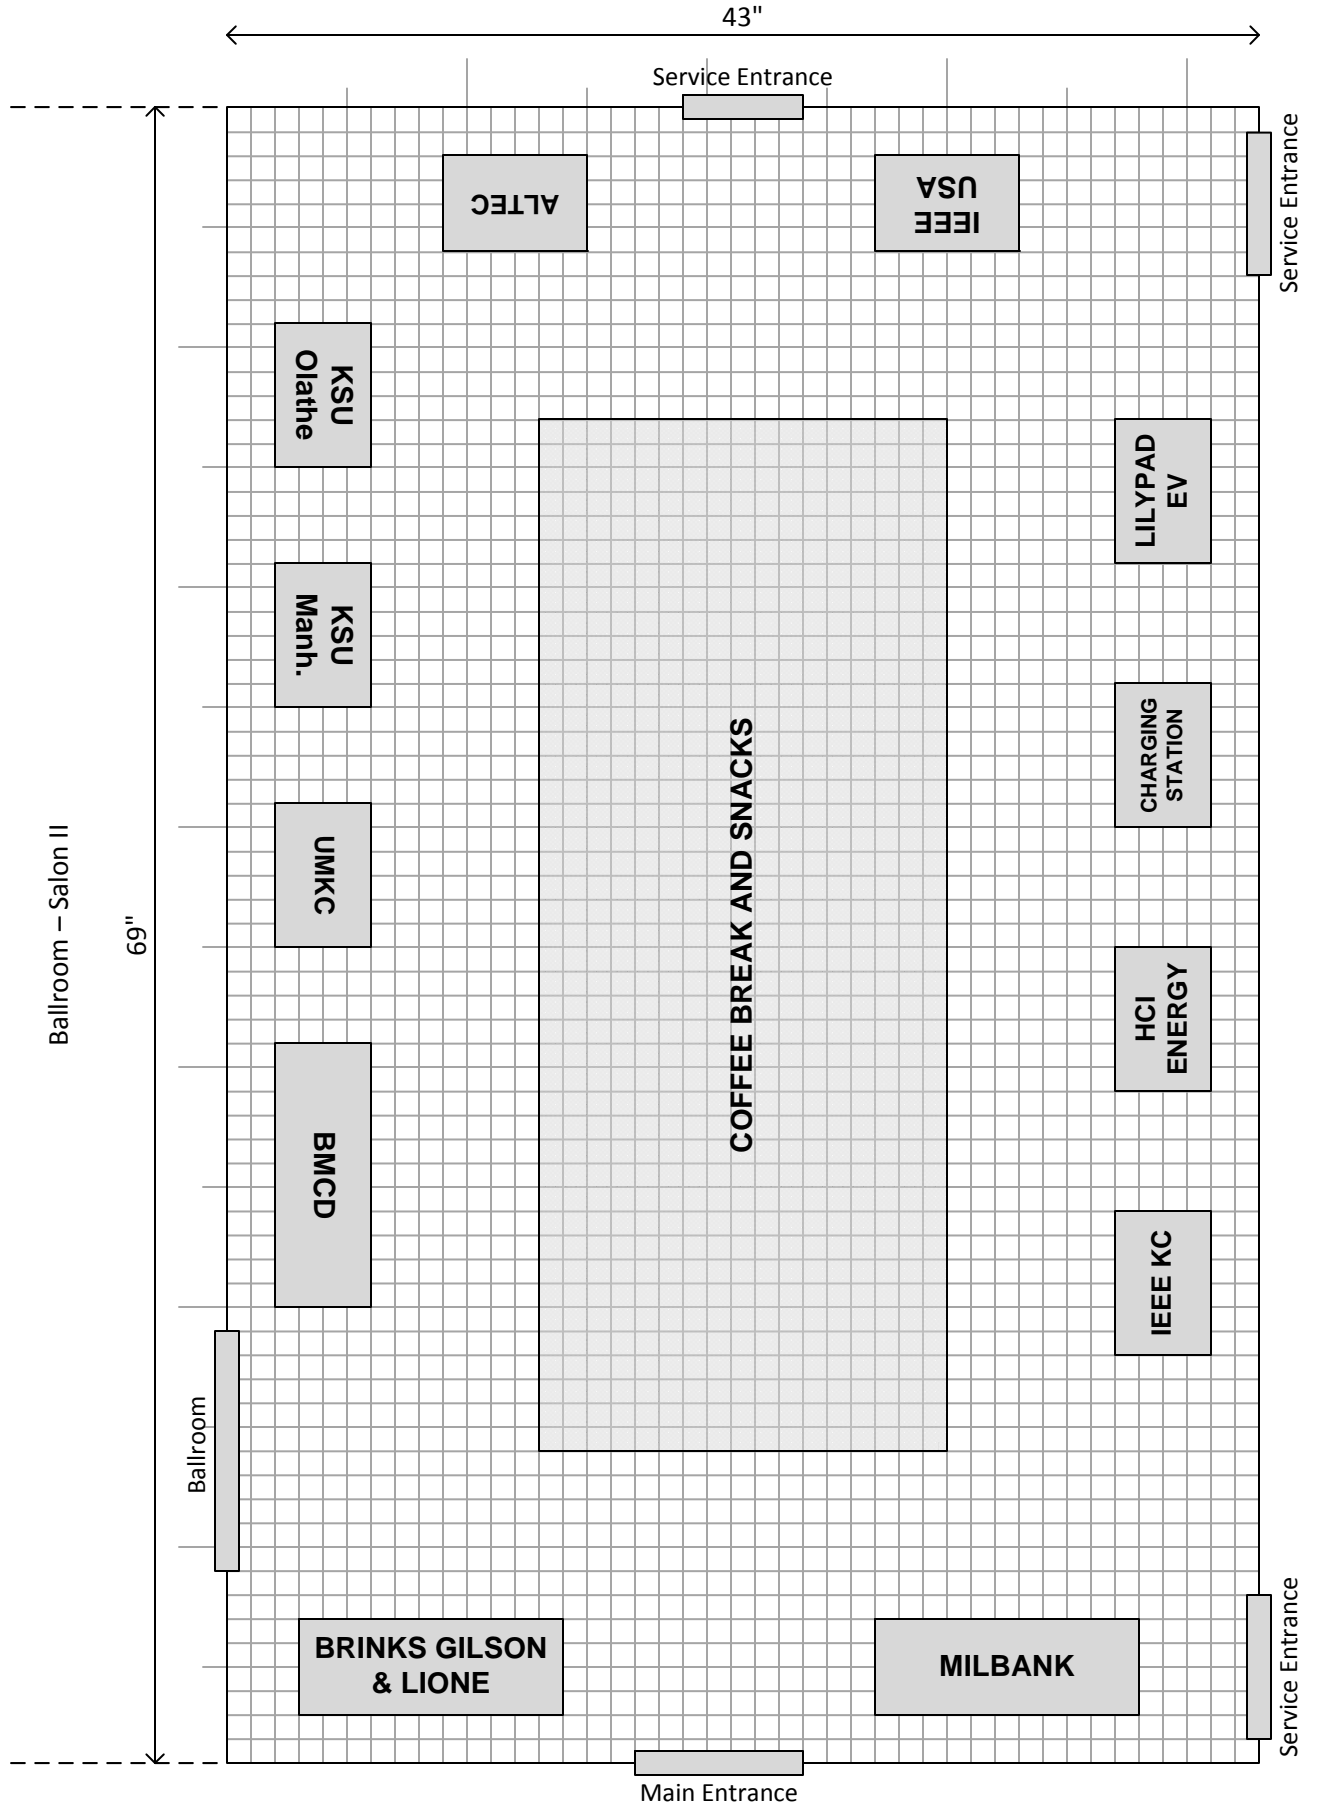 43"
Service Entrance
Service Entrance
ALTEC
IEEE
USA
KSU
Olathe
LILYPAD
EV
KSU
Manh.
CHARGING
STATION
COFFEE BREAK AND SNACKS
UMKC
Ballroom – Salon II
69"
HCI
ENERGY
BMCD
IEEE KC
Ballroom
BRINKS GILSON
& LIONE
MILBANK
Service Entrance
Main Entrance